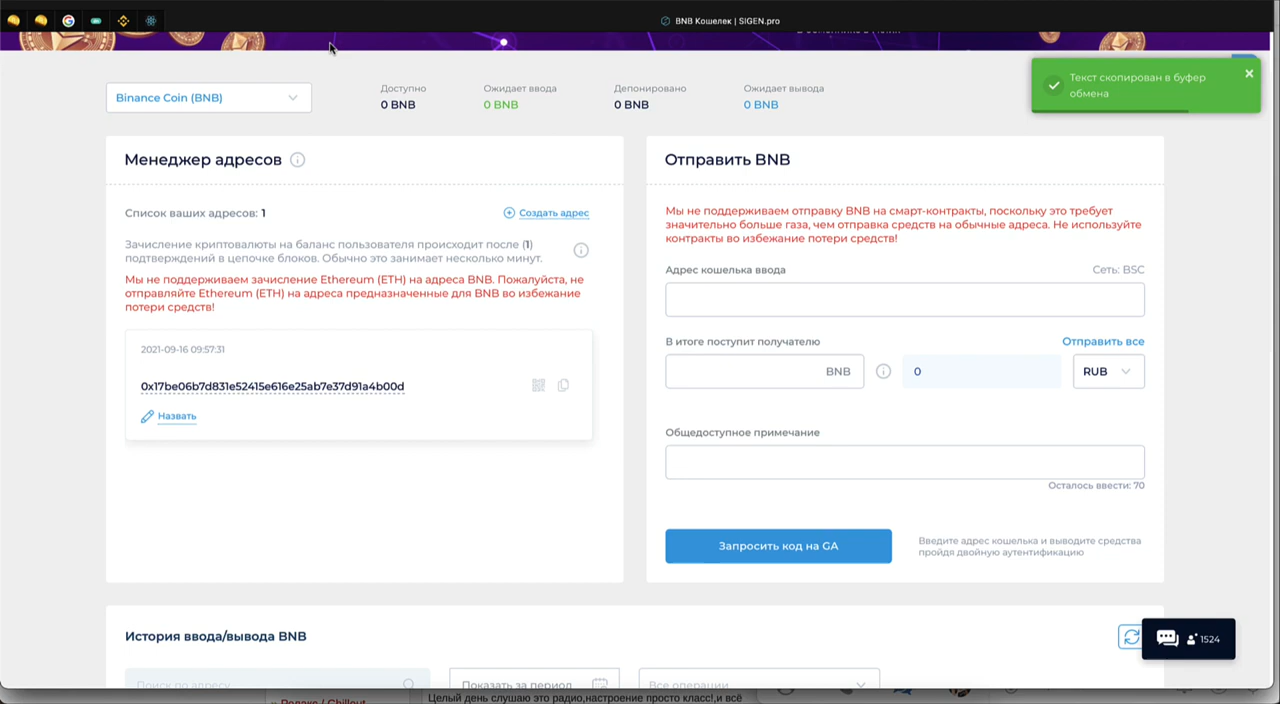 BNB Кошелек | SIGEN.pro
Текст скопирован в буфер
обмена
Binance Coin (BNB)
Доступно
0 BNB
Ожидает ввода
0 BNB
Депонировано
0 BNB
Ожидает вывода
0 BNB
Менеджер адресов
Список ваших адресов: 1
Создать адрес
Зачисление криптовалюты на баланс пользователя происходит после (1)
подтверждений в цепочке блоков. Обычно это занимает несколько минут.
Мы не поддерживаем зачисление Ethereum (ETH) на адреса BNB. Пожалуйста, не
отправляйте Ethereum (ETH) на адреса предназначенные для BNB во избежание
потери средств!
2021-09-16 09:57:31
0x17be06b7d831e52415e616e25ab7e37d91a4b00d
Назвать
Отправить BNB
Мы не поддерживаем отправку BNB на смарт-контракты, поскольку это требует
значительно больше газа, чем отправка средств на обычные адреса. Не используйте
контракты во избежание потери средств!
Адрес кошелька ввода
Сеть: BSC
В итоге поступит получателю
Отправить все
BNB
0
RUB
Общедоступное примечание
Осталось ввести: 70
Запросить код на GA
Введите адрес кошелька и выводите средства
пройдя двойную аутентификацию
История ввода/вывода BNB
1524
Поиск по адресу
Показать за период
Все операции
Целый день слушаю это радио,настроение просто класс!,и всё